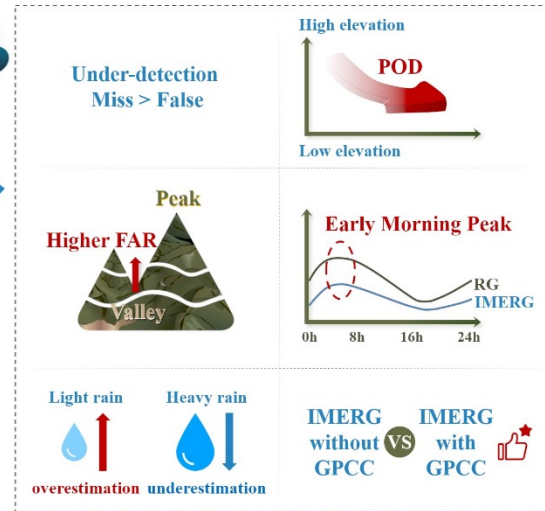 Under-detection
Miss > False
High elevation
POD
Low elevation
Peak
Higher FAR
Valley
Early Morning Peak
RG
IMERG
0h 8h 16h 24h
Light rain
overestimation
Heavy rain
underestimation
IMERG
without
GPCC
VS
IMERG
with
GPCC